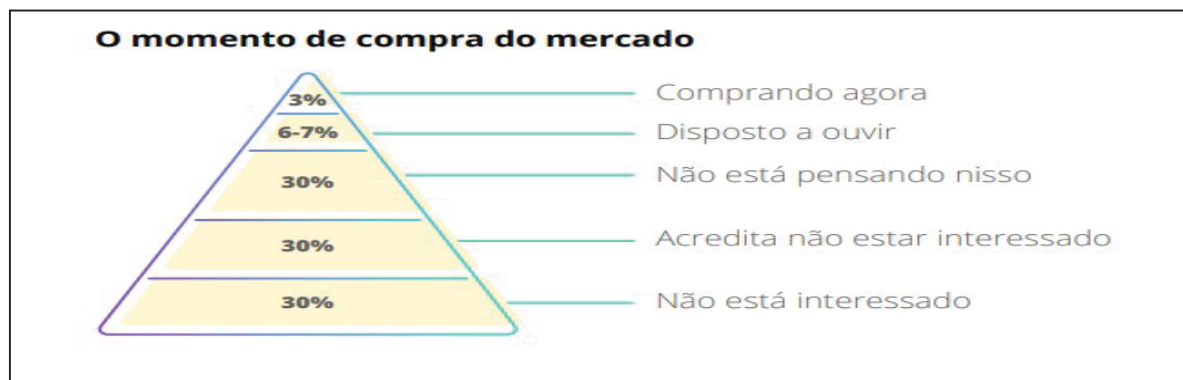 O momento de compra do mercado
3% Comprando agora
6-7% Disposto a ouvir
30% Não está pensando nisso
30% Acredita não estar interessado
30% Não está interessado